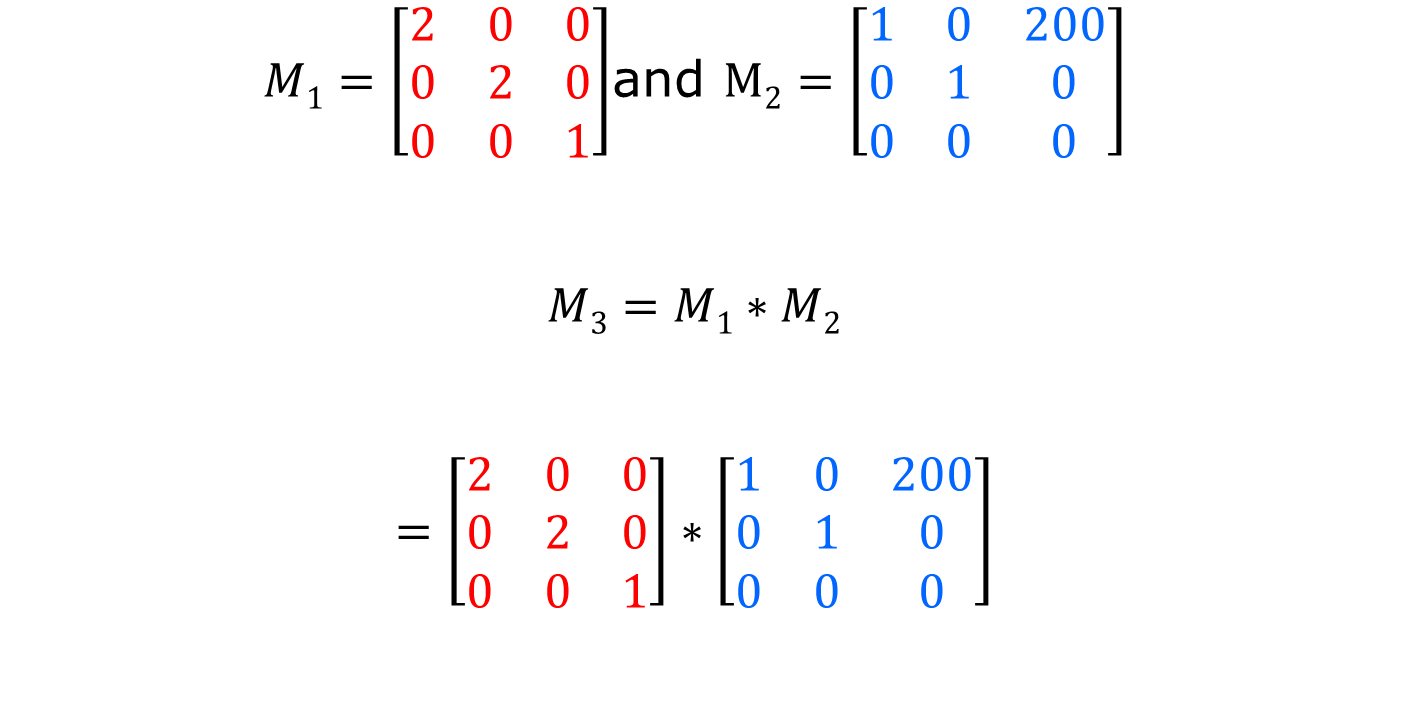 M₁ = [2 0 0 and M₂ = [1 0 200
0 2 0 0 1 0
0 0 1] 0 0 0]
M₃ = M₁ ∗ M₂
= [2 0 0 ∗ [1 0 200
0 2 0 0 1 0
0 0 1] 0 0 0]